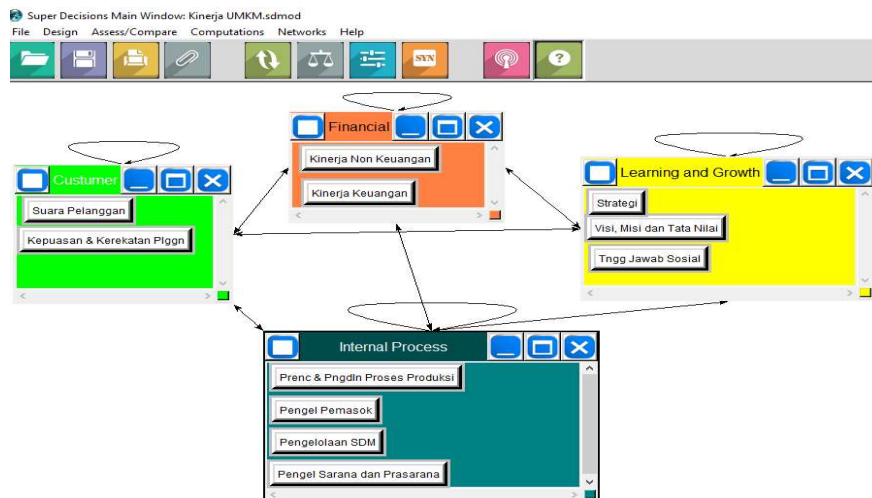 Super Decisions Main Window: Kinerja UMKM.sdmod
File Design Assess/Compare Computations Networks Help
SYN
?
Financial
Kinerja Non Keuangan
Kinerja Keuangan
Custumer
Suara Pelanggan
Kepuasan & Kerekatan Plggn
Learning and Growth
Strategi
Visi, Misi dan Tata Nilai
Tngg Jawab Sosial
Internal Process
Prenc & Pngdln Proses Produksi
Pengel Pemasok
Pengelolaan SDM
Pengel Sarana dan Prasarana